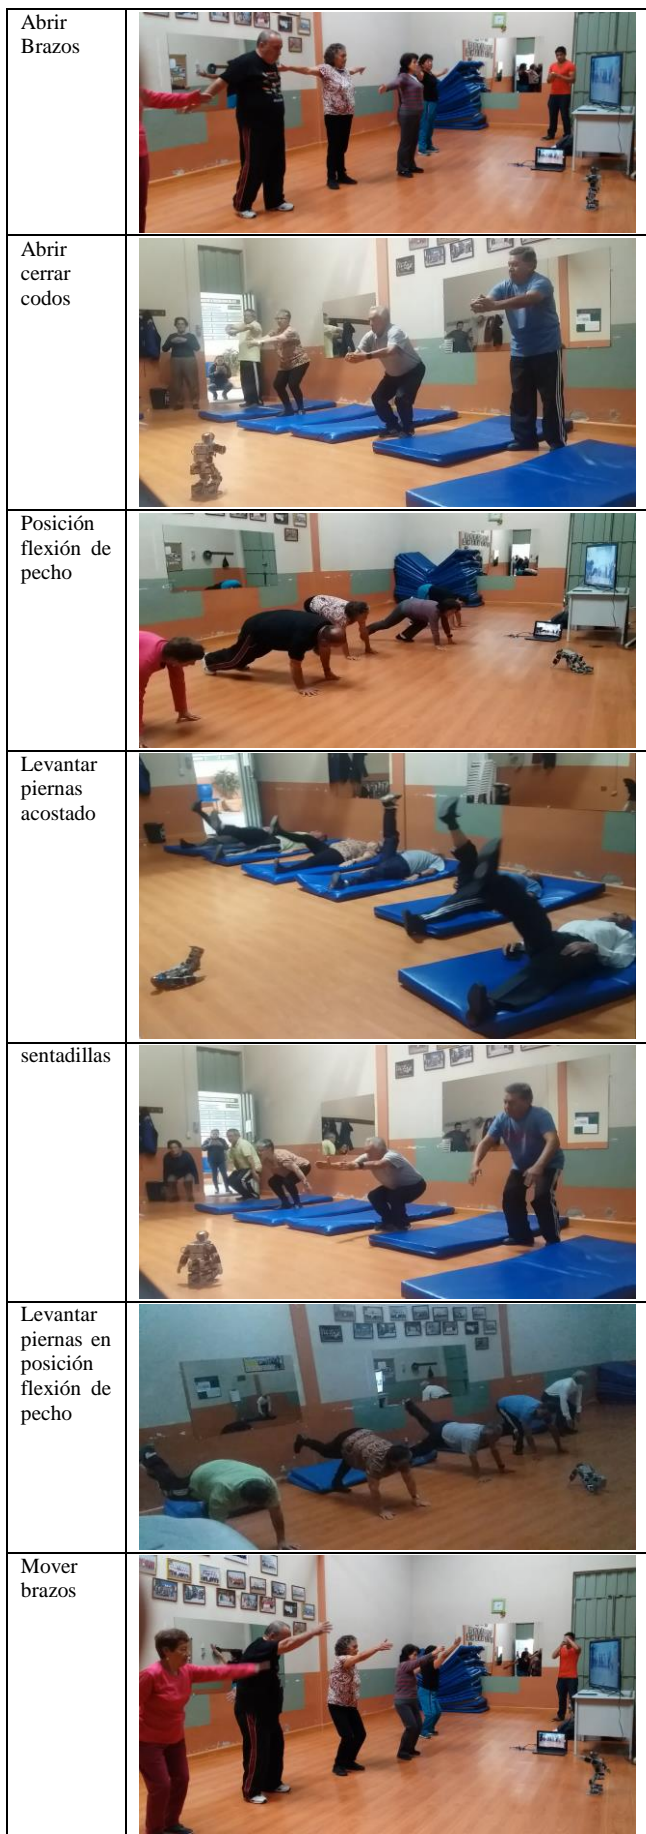 Abrir
Brazos
Abrir
cerrar
codos
Posición
flexión de
pecho
Levantar
piernas
acostado
sentadillas
Levantar
piernas en
posición
flexión de
pecho
Mover
brazos